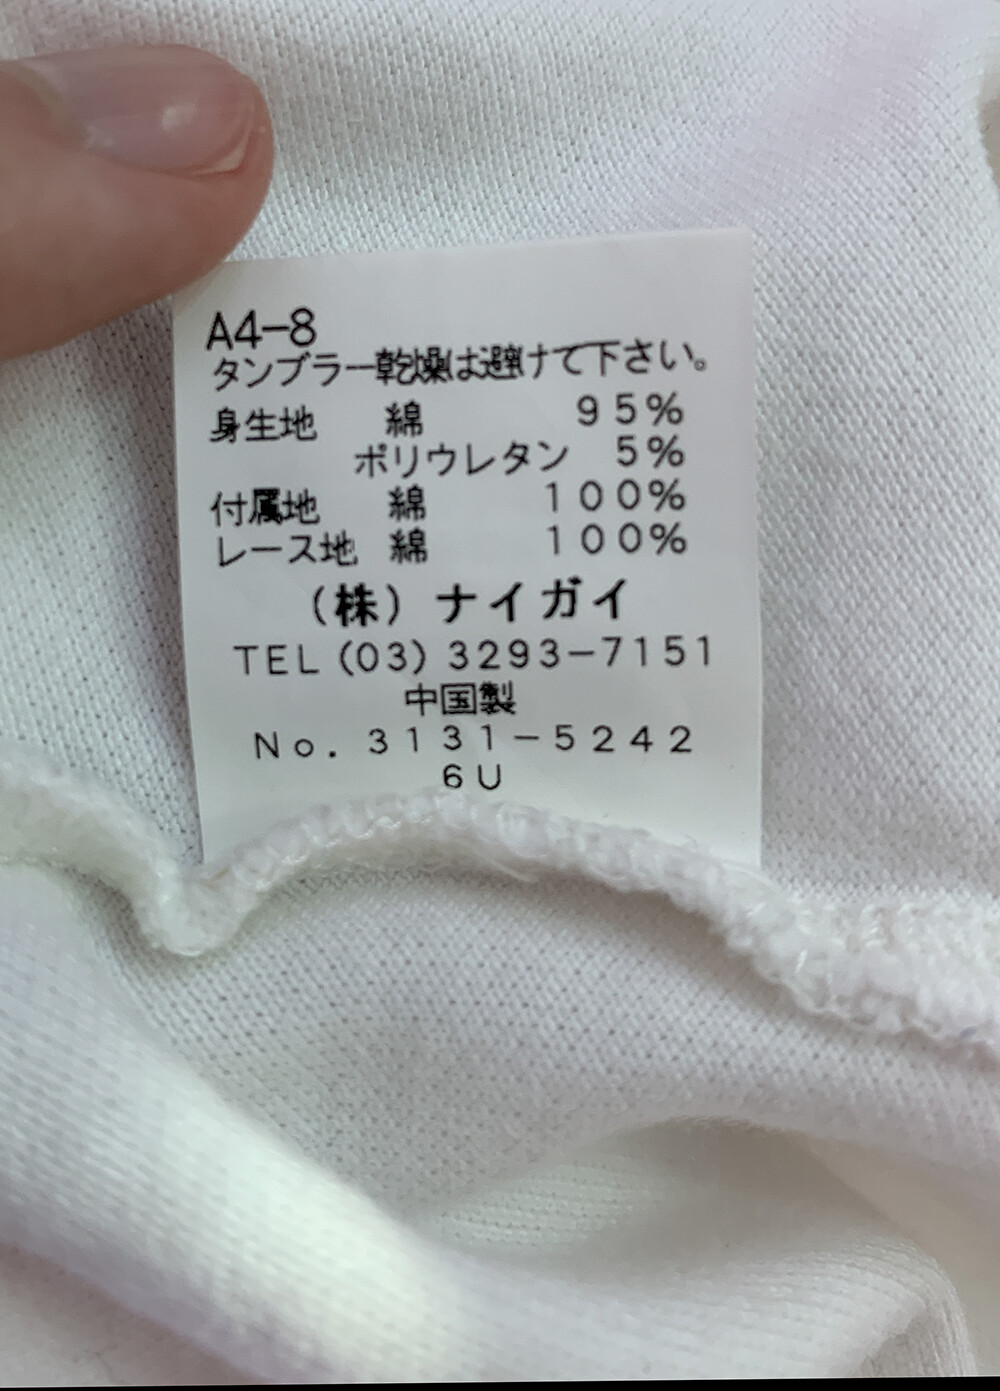 A4-8
タンブラー乾燥は避けて下さい。
身生地 綿 95%
ポリウレタン 5%
付属地 綿 100%
レース地 綿 100%
(株)ナイガイ
TEL(03)3293-7151
中国製
No.3131-5242
6U